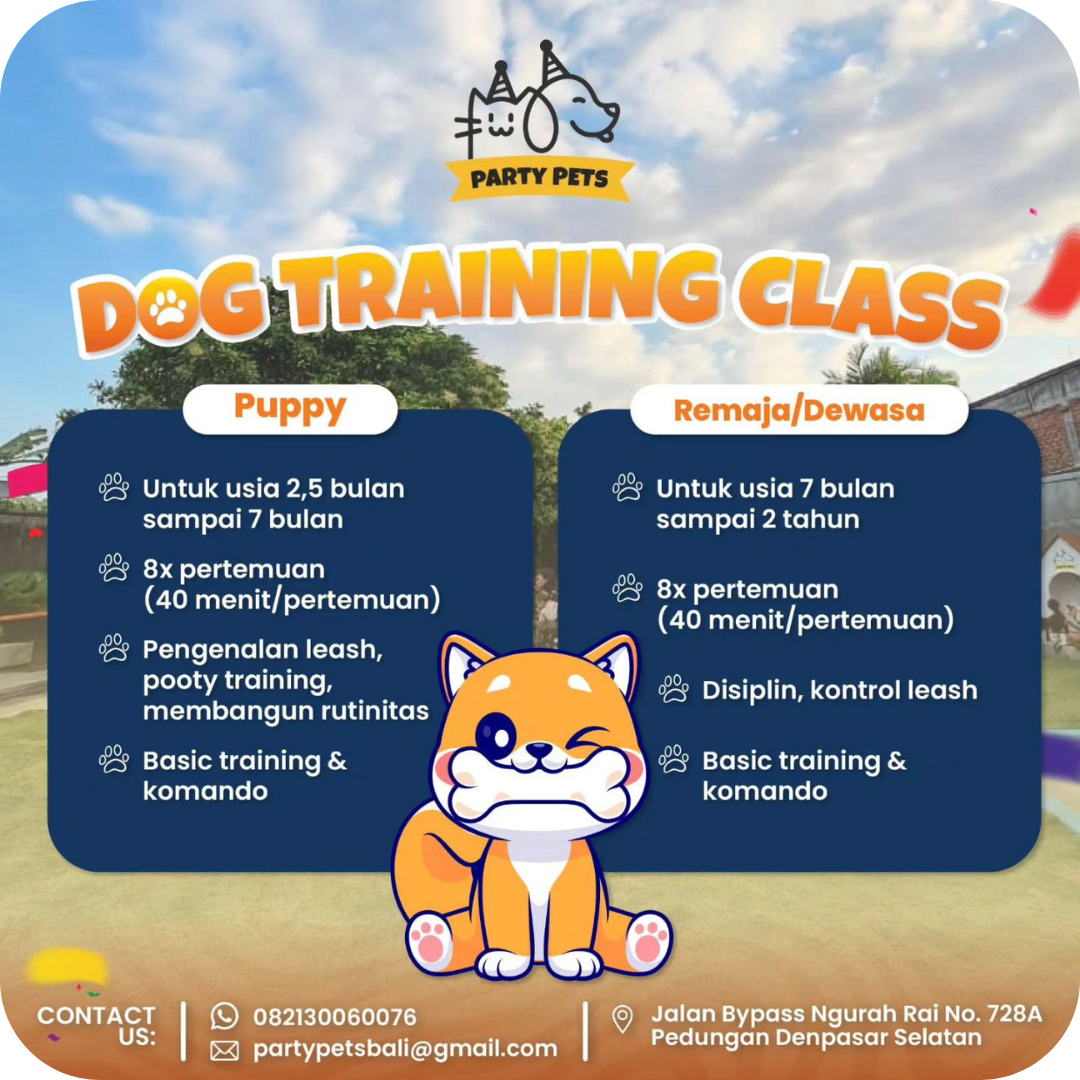 PARTY PETS
DOG TRAINING CLASS
Puppy
Untuk usia 2,5 bulan
sampai 7 bulan
8x pertemuan
(40 menit/pertemuan)
Pengenalan leash,
pooty training,
membangun rutinitas
Basic training &
komando
Remaja/Dewasa
Untuk usia 7 bulan
sampai 2 tahun
8x pertemuan
(40 menit/pertemuan)
Disiplin, kontrol leash
Basic training &
komando
CONTACT
US:
082130060076
partypetsbali@gmail.com
Jalan Bypass Ngurah Rai No. 728A
Pedungan Denpasar Selatan